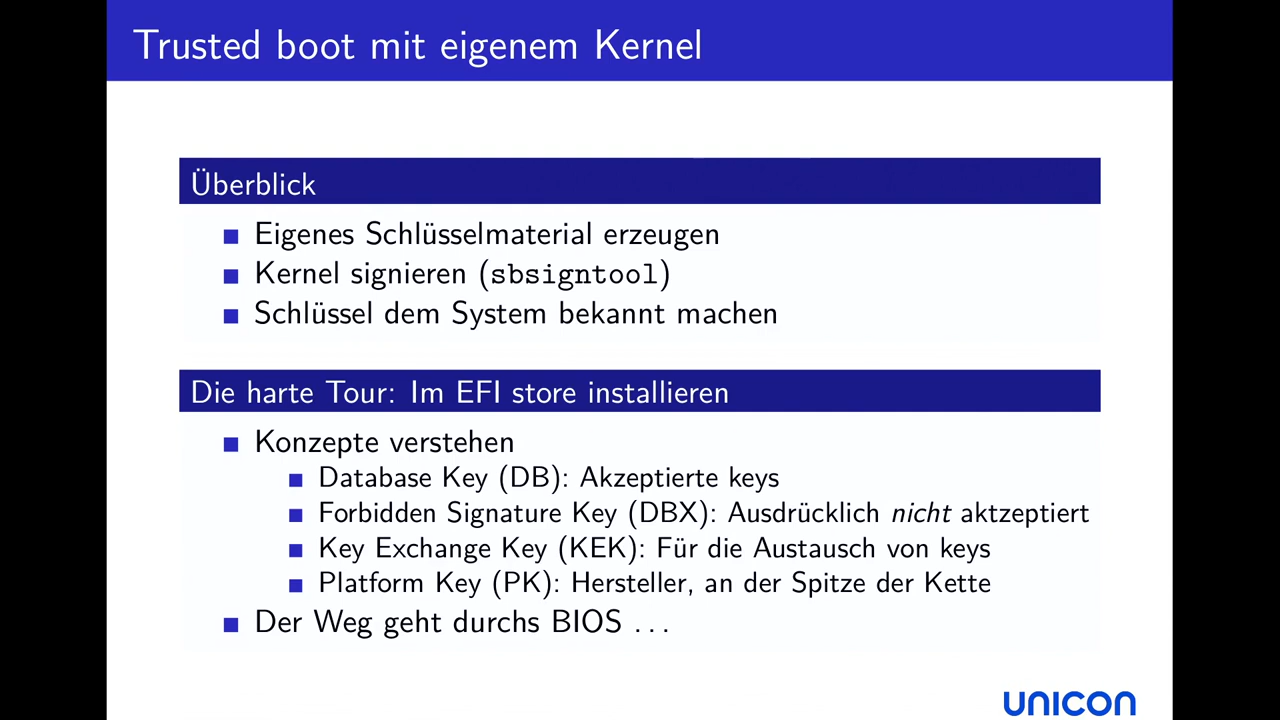 Trusted boot mit eigenem Kernel
Überblick
Eigenes Schlüsselmaterial erzeugen
Kernel signieren (sbsigntool)
Schlüssel dem System bekannt machen
Die harte Tour: Im EFI store installieren
Konzepte verstehen
Database Key (DB): Akzeptierte keys
Forbidden Signature Key (DBX): Ausdrücklich nicht aktzeptiert
Key Exchange Key (KEK): Für die Austausch von keys
Platform Key (PK): Hersteller, an der Spitze der Kette
Der Weg geht durchs BIOS ...
UNICON